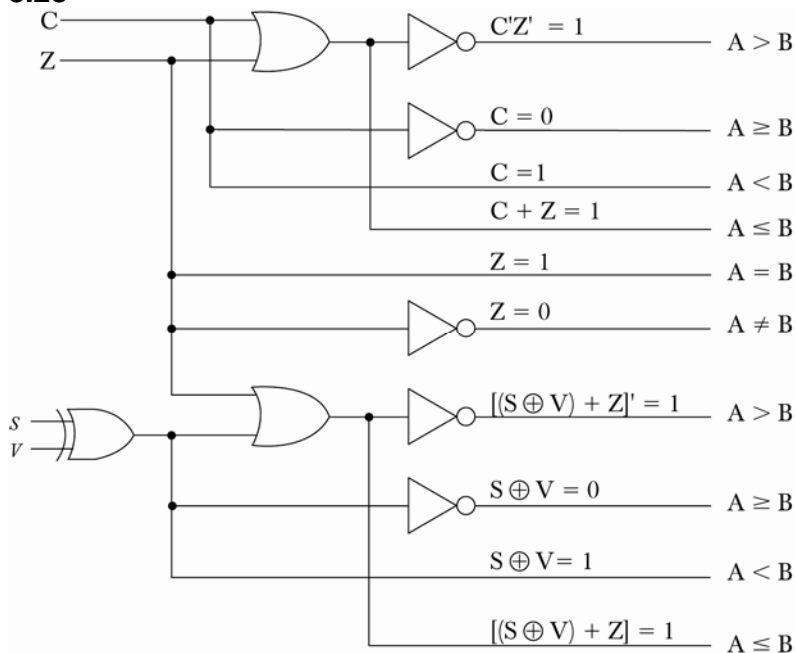 C
C'Z' = 1 A > B
Z
C = 0 A ≥ B
C =1 A < B
C + Z = 1 A ≤ B
Z = 1 A = B
Z = 0 A ≠ B
[(S ⊕ V) + Z]' = 1 A > B
S
V
S ⊕ V = 0 A ≥ B
S ⊕ V= 1 A < B
[(S ⊕ V) + Z] = 1 A ≤ B